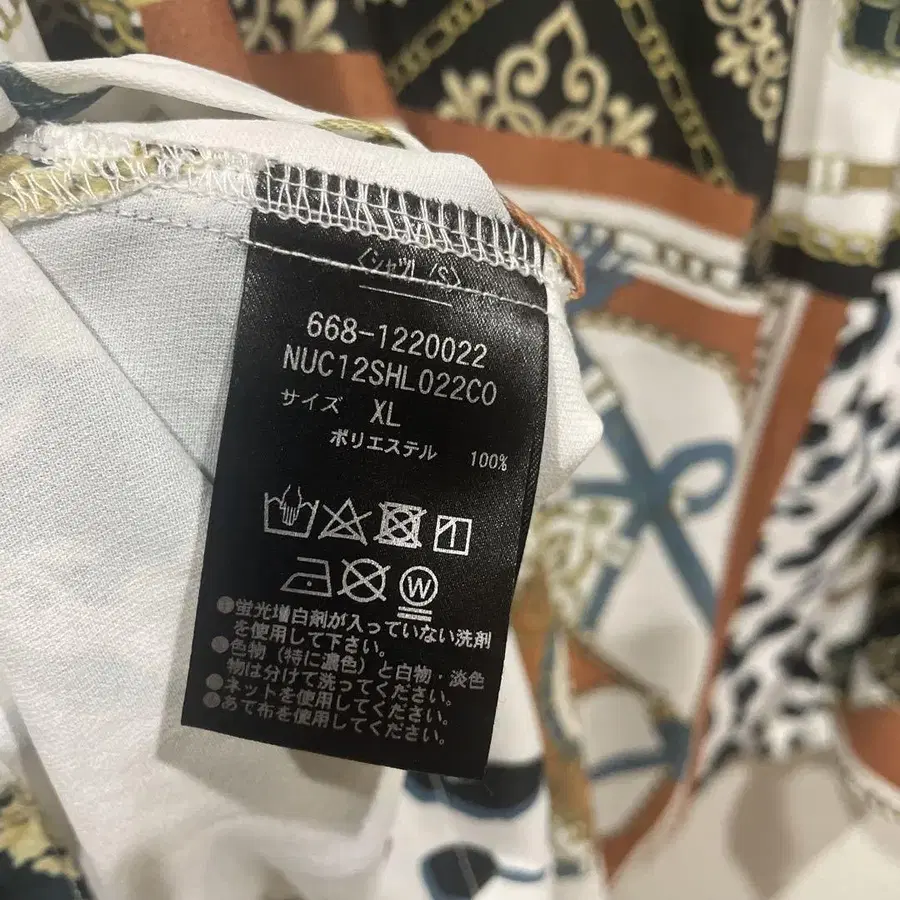 〈シャツ /S〉
668-1220022
NUC12SHL022CO
サイズ XL
ポリエステル 100%
W
●蛍光増白剤が入っていない洗剤
を使用して下さい。
●色物（特に濃色）と白物・淡色
物は分けて洗ってください。
●ネットを使用してください。
●あて布を使用してください。